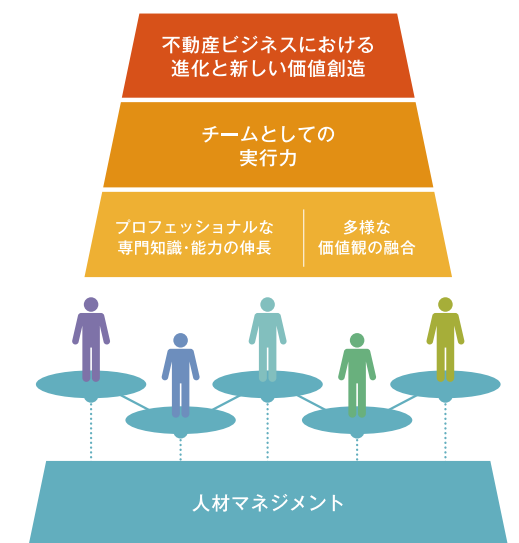 不動産ビジネスにおける
進化と新しい価値創造
チームとしての
実行力
プロフェッショナルな
専門知識・能力の伸長
多様な
価値観の融合
人材マネジメント